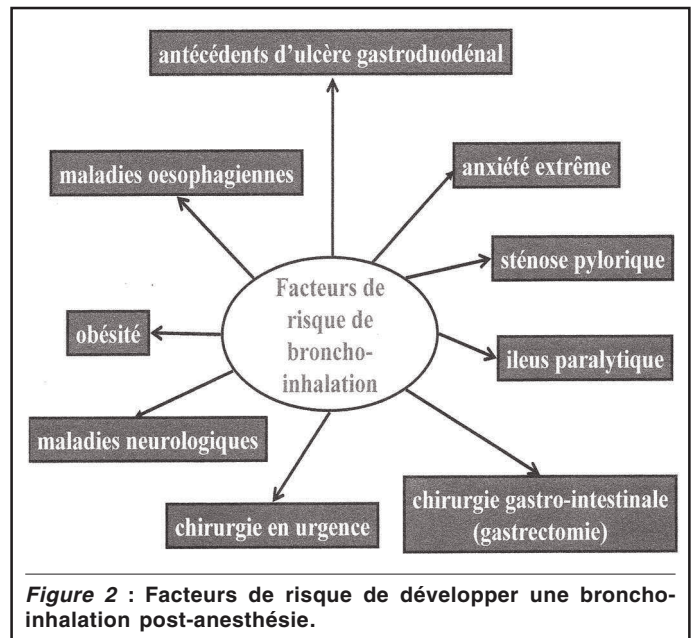 antécédents d'ulcère gastroduodénal
maladies oesophagiennes
anxiété extrême
sténose pylorique
Facteurs de
risque de
broncho-
inhalation
obésité
ileus paralytique
maladies neurologiques
chirurgie en urgence
chirurgie gastro-intestinale
(gastrectomie)
Figure 2 : Facteurs de risque de développer une broncho-
inhalation post-anesthésie.